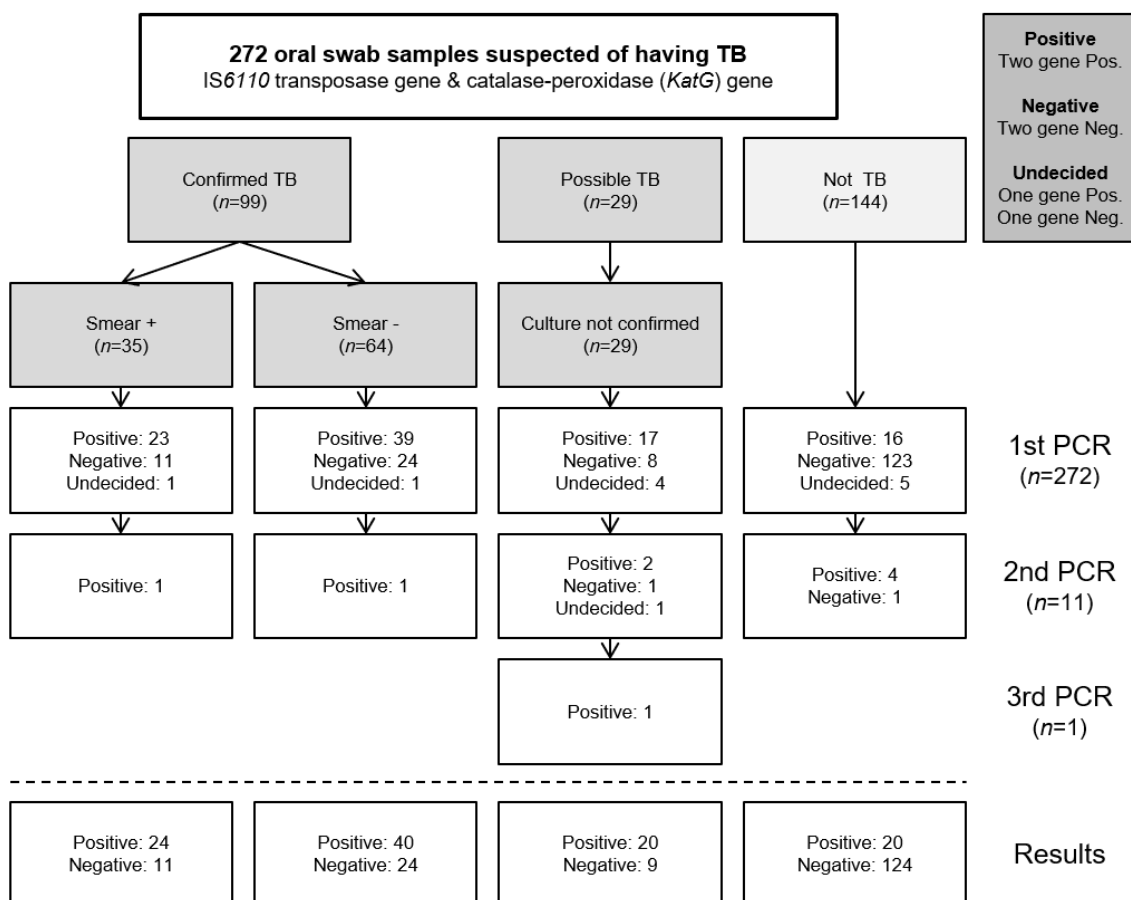 272 oral swab samples suspected of having TB
IS6110 transposase gene & catalase-peroxidase (KatG) gene
Positive
Two gene Pos.
Negative
Two gene Neg.
Undecided
One gene Pos.
One gene Neg.
Confirmed TB
(n=99)
Possible TB
(n=29)
Not TB
(n=144)
Smear +
(n=35)
Smear -
(n=64)
Culture not confirmed
(n=29)
Positive: 23
Negative: 11
Undecided: 1
Positive: 39
Negative: 24
Undecided: 1
Positive: 17
Negative: 8
Undecided: 4
Positive: 16
Negative: 123
Undecided: 5
1st PCR
(n=272)
Positive: 1
Positive: 1
Positive: 2
Negative: 1
Undecided: 1
Positive: 4
Negative: 1
2nd PCR
(n=11)
Positive: 1
3rd PCR
(n=1)
Positive: 24
Negative: 11
Positive: 40
Negative: 24
Positive: 20
Negative: 9
Positive: 20
Negative: 124
Results